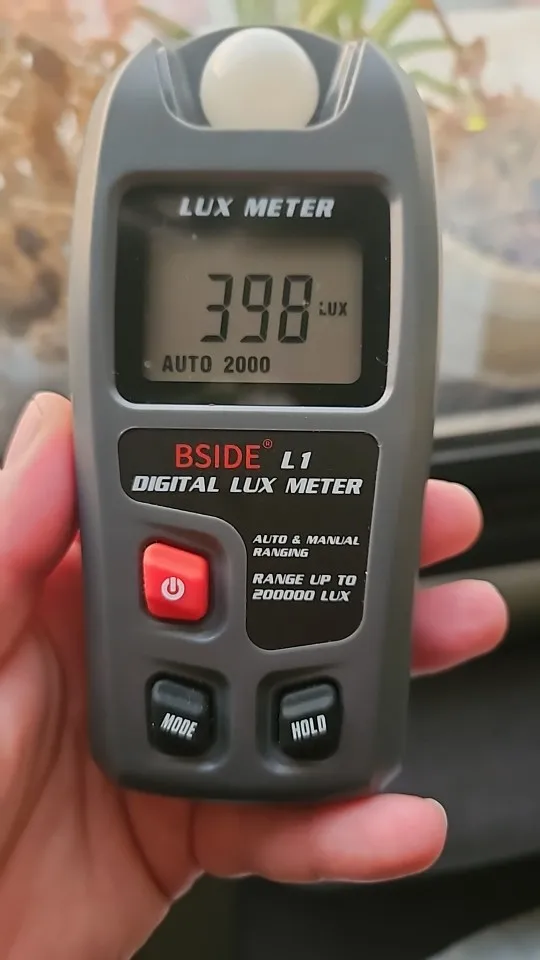 LUX METER
398 LUX
AUTO 2000
BSIDE® L1
DIGITAL LUX METER
AUTO & MANUAL
RANGING
RANGE UP TO
200000 LUX
MODE
HOLD